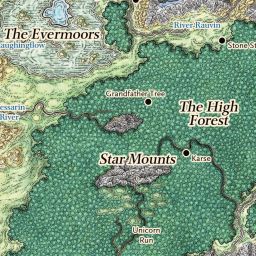 River Rauvin
The Evermoors
Laughingflow
Stone St
Grandfather Tree
essarin
River
The High
Forest
Star Mounts
Karse
Unicorn
Run